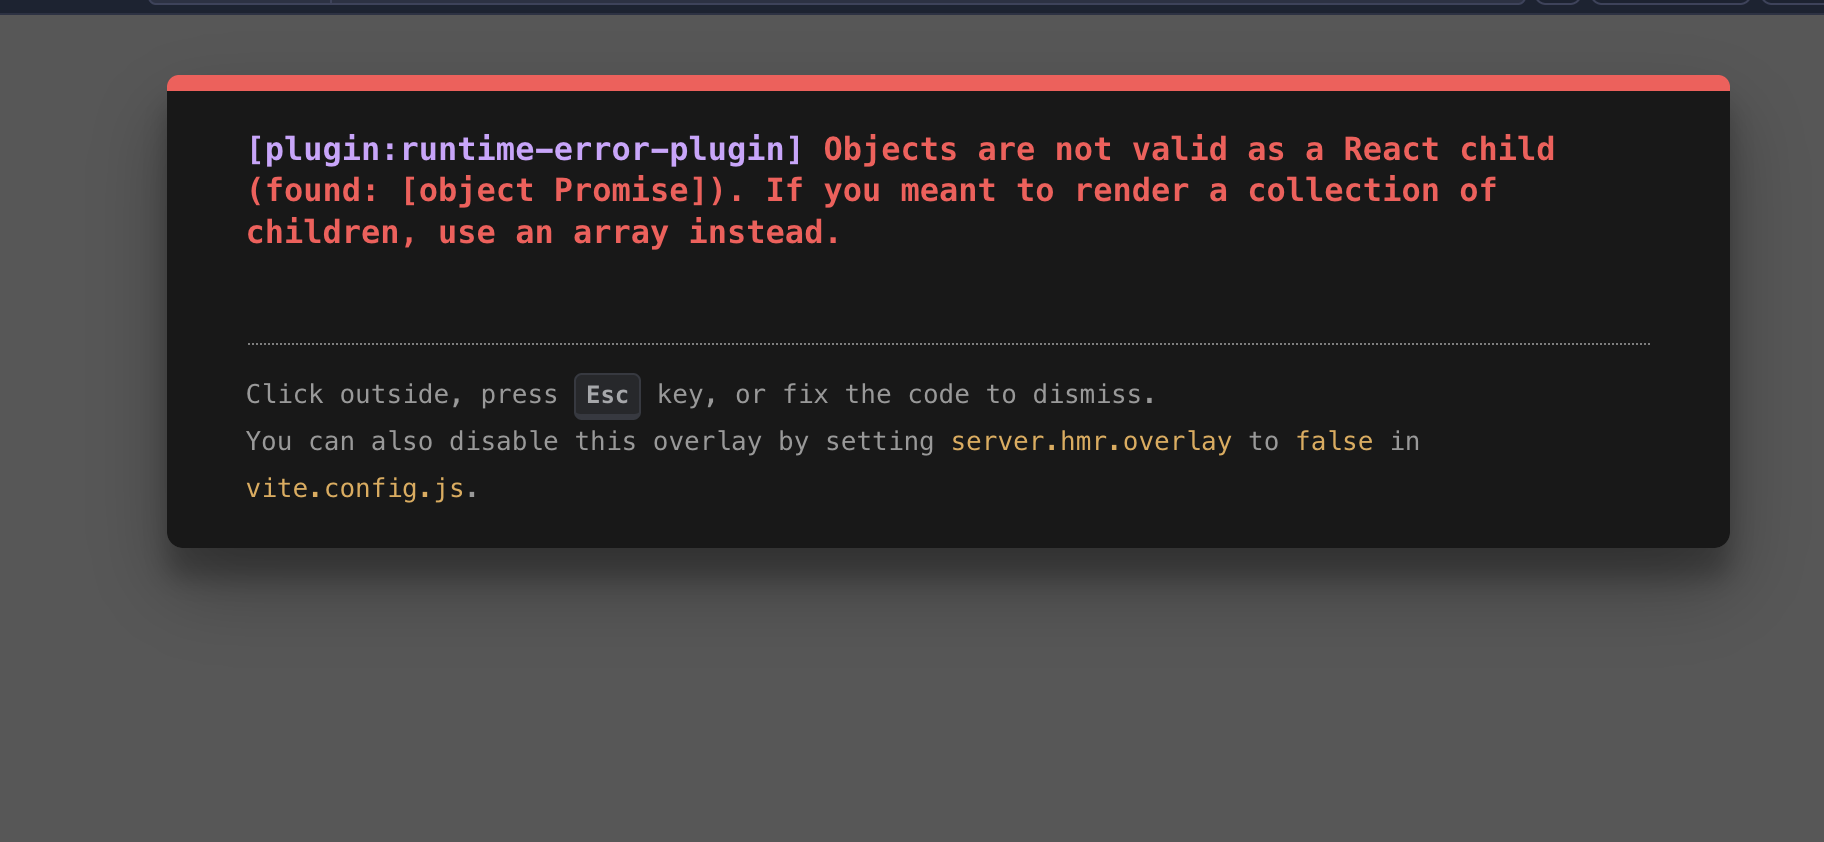 [plugin:runtime-error-plugin] Objects are not valid as a React child
(found: [object Promise]). If you meant to render a collection of
children, use an array instead.
Click outside, press Esc key, or fix the code to dismiss.
You can also disable this overlay by setting server.hmr.overlay to false in
vite.config.js.